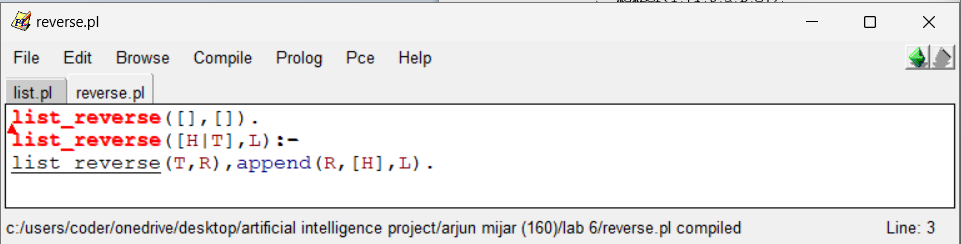 reverse.pl
File Edit Browse Compile Prolog Pce Help
list.pl reverse.pl
list_reverse([],[]).
list_reverse([H|T],L):-
list_reverse(T,R),append(R,[H],L).
c:/users/coder/onedrive/desktop/artificial intelligence project/arjun mijar (160)/lab 6/reverse.pl compiled Line: 3